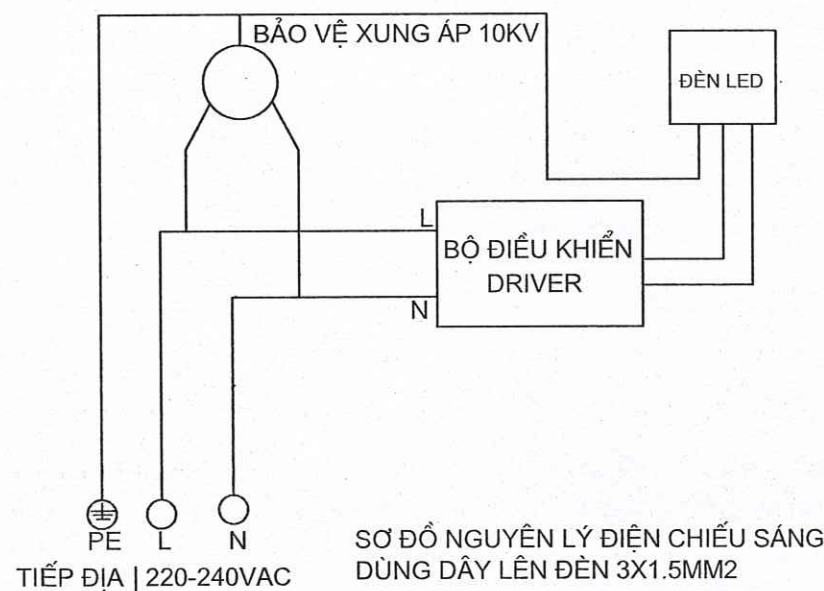 BẢO VỆ XUNG ÁP 10KV
ĐÈN LED
L
BỘ ĐIỀU KHIỂN
DRIVER
N
PE L N
TIẾP ĐỊA | 220-240VAC
SƠ ĐỒ NGUYÊN LÝ ĐIỆN CHIẾU SÁNG
DÙNG DÂY LÊN ĐÈN 3X1.5MM2